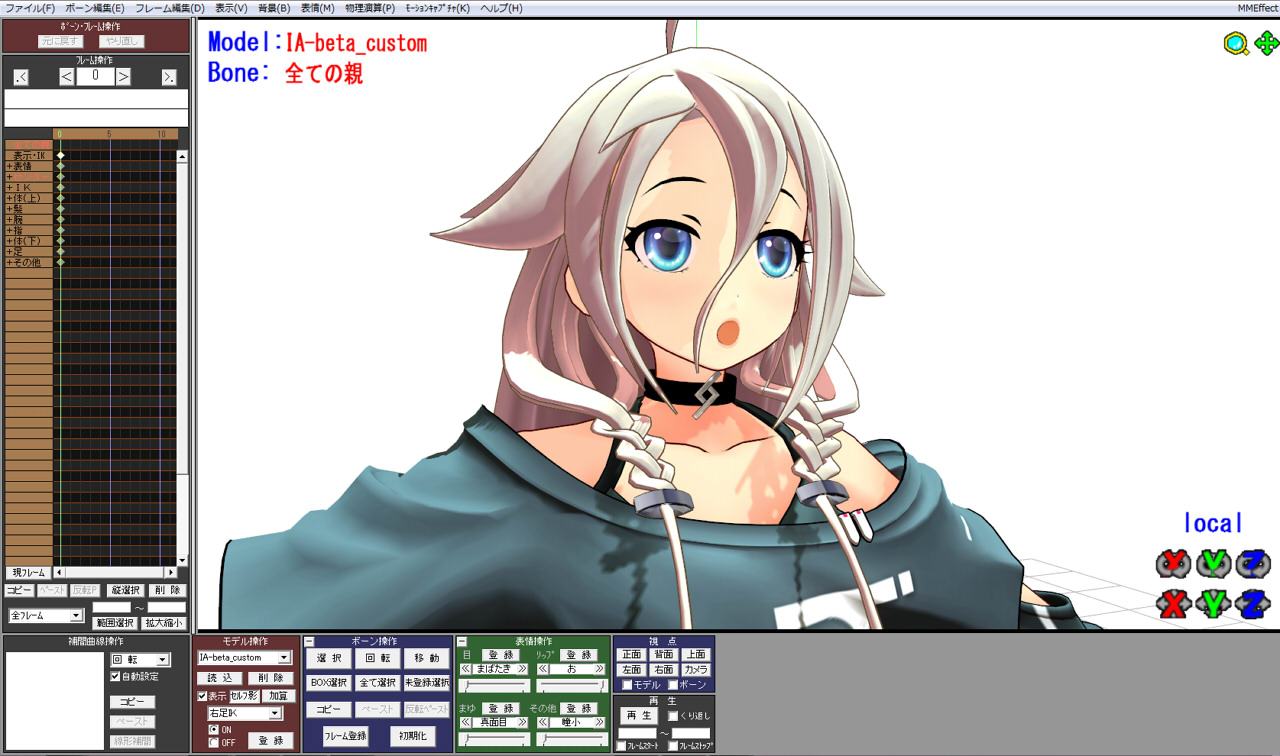 ファイル(F) ボーン編集(E) フレーム編集(D) 表示(V) 背景(B) 表情(M) 物理演算(P) ﾓｰｼｮﾝｷｬﾌﾟﾁｬ(K) ヘルプ(H) MMEffect
ﾎﾞｰﾝ・ﾌﾚｰﾑ操作
元に戻す やり直し
ﾌﾚｰﾑ操作
.< < 0 > >.
0 5 10
全ての親
表示・IK
+表情
+センター
+ＩＫ
+体(上)
+髪
+腕
+指
+体(下)
+足
+その他
現フレーム
コピー ペースト 反転P 縦選択 削 除
全フレーム ～
範囲選択 拡大縮小
Model:IA-beta_custom
Bone: 全ての親
local
X Y Z
X Y Z
補間曲線操作
回 転
自動設定
コピー
ペースト
線形補間
モデル操作
IA-beta_custom
読 込 削 除
表示 セルフ影 加算
右足IK
ON
OFF
登 録
ボーン操作
選 択 回 転 移 動
BOX選択 全て選択 未登録選択
コピー ペースト 反転ペースト
フレーム登録 初期化
表情操作
目 登 録 リップ 登 録
≪ まばたき ≫ ≪ お ≫
まゆ 登 録 その他 登 録
≪ 真面目 ≫ ≪ 瞳小 ≫
視 点
正面 背面 上面
左面 右面 カメラ
モデル ボーン
再 生
再 生 くり返し
～
ﾌﾚｰﾑｽﾀｰﾄ ﾌﾚｰﾑｽﾄｯﾌﾟ